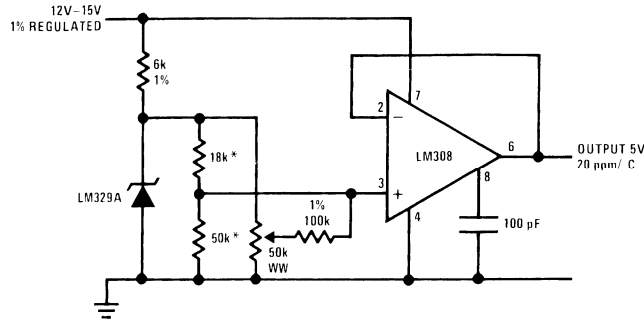 12V–15V
1% REGULATED
6k
1%
7
2
−
18k*
LM308
6
OUTPUT 5V
20 ppm/ C
8
LM329A
3
+
1%
100k
4
50k*
50k
WW
100 pF